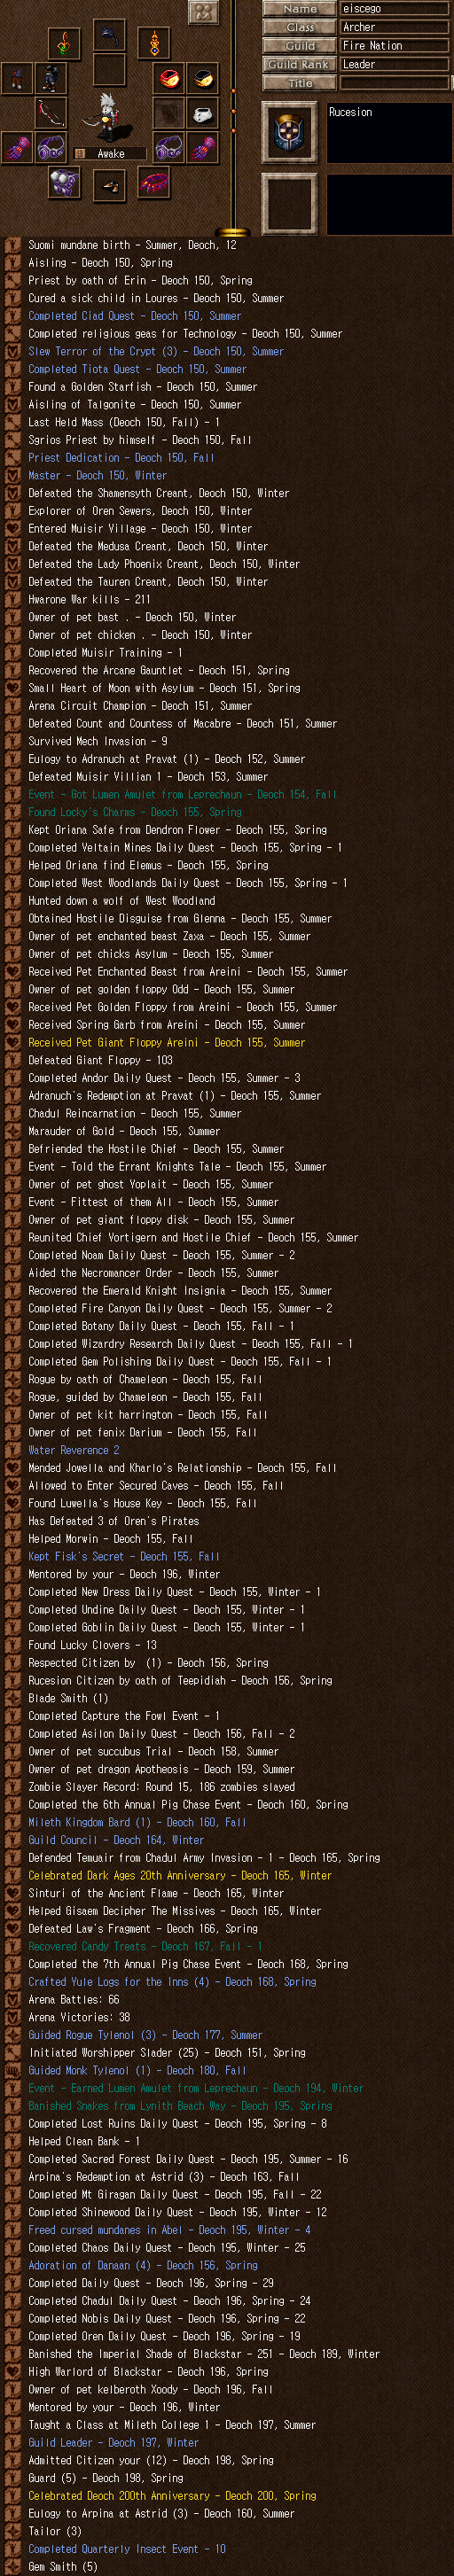 Name eiscego
Class Archer
Guild Fire Nation
Guild Rank Leader
Title
Rucesion
Awake
Suomi mundane birth - Summer, Deoch, 12
Aisling - Deoch 150, Spring
Priest by oath of Erin - Deoch 150, Spring
Cured a sick child in Loures - Deoch 150, Summer
Completed Ciad Quest - Deoch 150, Summer
Completed religious geas for Technology - Deoch 150, Summer
Slew Terror of the Crypt (3) - Deoch 150, Summer
Completed Tiota Quest - Deoch 150, Summer
Found a Golden Starfish - Deoch 150, Summer
Aisling of Talgonite - Deoch 150, Summer
Last Held Mass (Deoch 150, Fall) - 1
Sgrios Priest by himself - Deoch 150, Fall
Priest Dedication - Deoch 150, Fall
Master - Deoch 150, Winter
Defeated the Shamensyth Creant, Deoch 150, Winter
Explorer of Oren Sewers, Deoch 150, Winter
Entered Muisir Village - Deoch 150, Winter
Defeated the Medusa Creant, Deoch 150, Winter
Defeated the Lady Phoenix Creant, Deoch 150, Winter
Defeated the Tauren Creant, Deoch 150, Winter
Hwarone War kills - 211
Owner of pet bast . - Deoch 150, Winter
Owner of pet chicken . - Deoch 150, Winter
Completed Muisir Training - 1
Recovered the Arcane Gauntlet - Deoch 151, Spring
Small Heart of Moon with Asylum - Deoch 151, Spring
Arena Circuit Champion - Deoch 151, Summer
Defeated Count and Countess of Macabre - Deoch 151, Summer
Survived Mech Invasion - 9
Eulogy to Adranuch at Pravat (1) - Deoch 152, Summer
Defeated Muisir Villian 1 - Deoch 153, Summer
Event - Got Lumen Amulet from Leprechaun - Deoch 154, Fall
Found Locky's Charms - Deoch 155, Spring
Kept Oriana Safe from Dendron Flower - Deoch 155, Spring
Completed Veltain Mines Daily Quest - Deoch 155, Spring - 1
Helped Oriana find Elemus - Deoch 155, Spring
Completed West Woodlands Daily Quest - Deoch 155, Spring - 1
Hunted down a wolf of West Woodland
Obtained Hostile Disguise from Glenna - Deoch 155, Summer
Owner of pet enchanted beast Zaxa - Deoch 155, Summer
Owner of pet chicks Asylum - Deoch 155, Summer
Received Pet Enchanted Beast from Areini - Deoch 155, Summer
Owner of pet golden floppy Odd - Deoch 155, Summer
Received Pet Golden Floppy from Areini - Deoch 155, Summer
Received Spring Garb from Areini - Deoch 155, Summer
Received Pet Giant Floppy Areini - Deoch 155, Summer
Defeated Giant Floppy - 103
Completed Andor Daily Quest - Deoch 155, Summer - 3
Adranuch's Redemption at Pravat (1) - Deoch 155, Summer
Chadul Reincarnation - Deoch 155, Summer
Marauder of Gold - Deoch 155, Summer
Befriended the Hostile Chief - Deoch 155, Summer
Event - Told the Errant Knights Tale - Deoch 155, Summer
Owner of pet ghost Yoplait - Deoch 155, Summer
Event - Fittest of them All - Deoch 155, Summer
Owner of pet giant floppy disk - Deoch 155, Summer
Reunited Chief Vortigern and Hostile Chief - Deoch 155, Summer
Completed Noam Daily Quest - Deoch 155, Summer - 2
Aided the Necromancer Order - Deoch 155, Summer
Recovered the Emerald Knight Insignia - Deoch 155, Summer
Completed Fire Canyon Daily Quest - Deoch 155, Summer - 2
Completed Botany Daily Quest - Deoch 155, Fall - 1
Completed Wizardry Research Daily Quest - Deoch 155, Fall - 1
Completed Gem Polishing Daily Quest - Deoch 155, Fall - 1
Rogue by oath of Chameleon - Deoch 155, Fall
Rogue, guided by Chameleon - Deoch 155, Fall
Owner of pet kit harrington - Deoch 155, Fall
Owner of pet fenix Darium - Deoch 155, Fall
Water Reverence 2
Mended Jowella and Kharlo's Relationship - Deoch 155, Fall
Allowed to Enter Secured Caves - Deoch 155, Fall
Found Luwella's House Key - Deoch 155, Fall
Has Defeated 3 of Oren's Pirates
Helped Morwin - Deoch 155, Fall
Kept Fisk's Secret - Deoch 155, Fall
Mentored by your - Deoch 196, Winter
Completed New Dress Daily Quest - Deoch 155, Winter - 1
Completed Undine Daily Quest - Deoch 155, Winter - 1
Completed Goblin Daily Quest - Deoch 155, Winter - 1
Found Lucky Clovers - 13
Respected Citizen by  (1) - Deoch 156, Spring
Rucesion Citizen by oath of Teepidiah - Deoch 156, Spring
Blade Smith (1)
Completed Capture the Fowl Event - 1
Completed Asilon Daily Quest - Deoch 156, Fall - 2
Owner of pet succubus Trial - Deoch 158, Summer
Owner of pet dragon Apotheosis - Deoch 159, Summer
Zombie Slayer Record: Round 15, 186 zombies slayed
Completed the 6th Annual Pig Chase Event - Deoch 160, Spring
Mileth Kingdom Bard (1) - Deoch 160, Fall
Guild Council - Deoch 164, Winter
Defended Temuair from Chadul Army Invasion - 1 - Deoch 165, Spring
Celebrated Dark Ages 20th Anniversary - Deoch 165, Winter
Sinturi of the Ancient Flame - Deoch 165, Winter
Helped Gisaem Decipher The Missives - Deoch 165, Winter
Defeated Law's Fragment - Deoch 166, Spring
Recovered Candy Treats - Deoch 167, Fall - 1
Completed the 7th Annual Pig Chase Event - Deoch 168, Spring
Crafted Yule Logs for the Inns (4) - Deoch 168, Spring
Arena Battles: 66
Arena Victories: 38
Guided Rogue Tylenol (3) - Deoch 177, Summer
Initiated Worshipper Slader (25) - Deoch 151, Spring
Guided Monk Tylenol (1) - Deoch 180, Fall
Event - Earned Lumen Amulet from Leprechaun - Deoch 194, Winter
Banished Snakes from Lynith Beach Way - Deoch 195, Spring
Completed Lost Ruins Daily Quest - Deoch 195, Spring - 8
Helped Clean Bank - 1
Completed Sacred Forest Daily Quest - Deoch 195, Summer - 16
Arpina's Redemption at Astrid (3) - Deoch 163, Fall
Completed Mt Giragan Daily Quest - Deoch 195, Fall - 22
Completed Shinewood Daily Quest - Deoch 195, Winter - 12
Freed cursed mundanes in Abel - Deoch 195, Winter - 4
Completed Chaos Daily Quest - Deoch 195, Winter - 25
Adoration of Danaan (4) - Deoch 156, Spring
Completed Daily Quest - Deoch 196, Spring - 29
Completed Chadul Daily Quest - Deoch 196, Spring - 24
Completed Nobis Daily Quest - Deoch 196, Spring - 22
Completed Oren Daily Quest - Deoch 196, Spring - 19
Banished the Imperial Shade of Blackstar - 251 - Deoch 189, Winter
High Warlord of Blackstar - Deoch 196, Spring
Owner of pet kelberoth Xoody - Deoch 196, Fall
Mentored by your - Deoch 196, Winter
Taught a Class at Mileth College 1 - Deoch 197, Summer
Guild Leader - Deoch 197, Winter
Admitted Citizen your (12) - Deoch 198, Spring
Guard (5) - Deoch 198, Spring
Celebrated Deoch 200th Anniversary - Deoch 200, Spring
Eulogy to Arpina at Astrid (3) - Deoch 160, Summer
Tailor (3)
Completed Quarterly Insect Event - 10
Gem Smith (5)